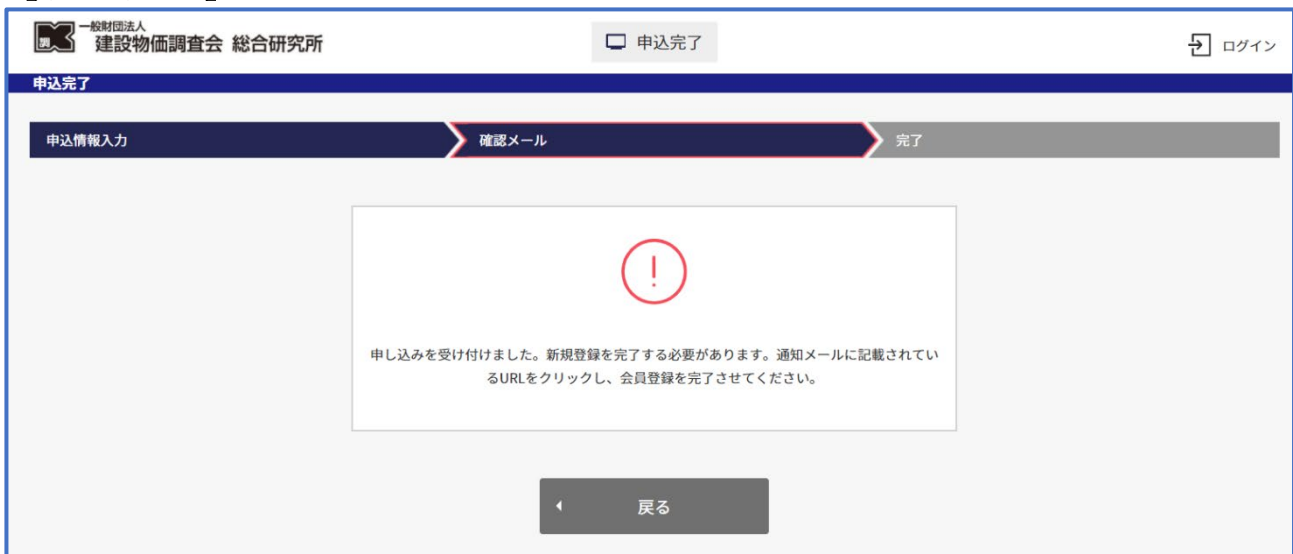 一般財団法人
建設物価調査会 総合研究所
申込完了
ログイン
申込完了
申込情報入力
確認メール
完了
申し込みを受け付けました。新規登録を完了する必要があります。通知メールに記載されてい
るURLをクリックし、会員登録を完了させてください。
戻る